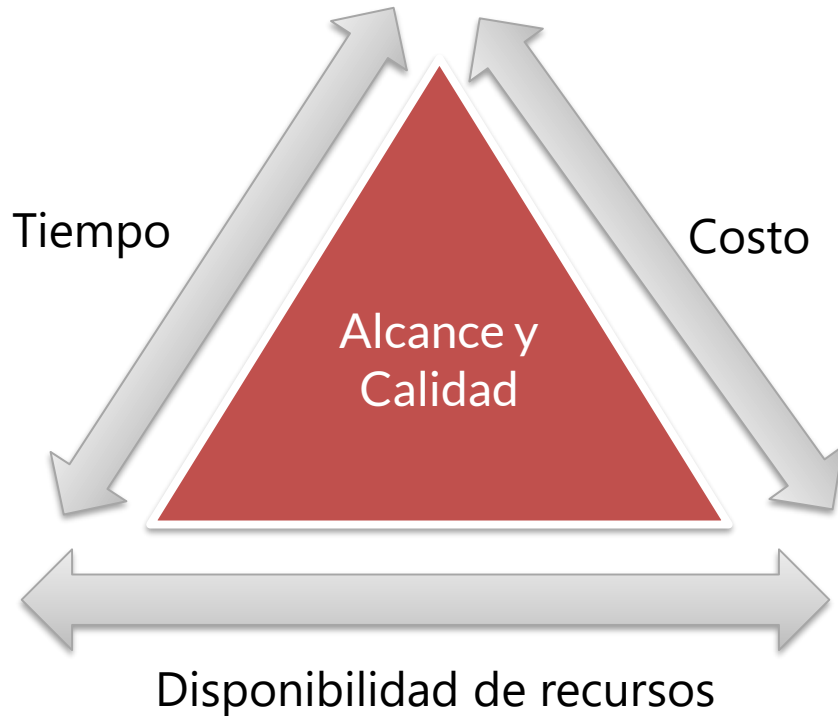 Tiempo
Costo
Alcance y
Calidad
Disponibilidad de recursos